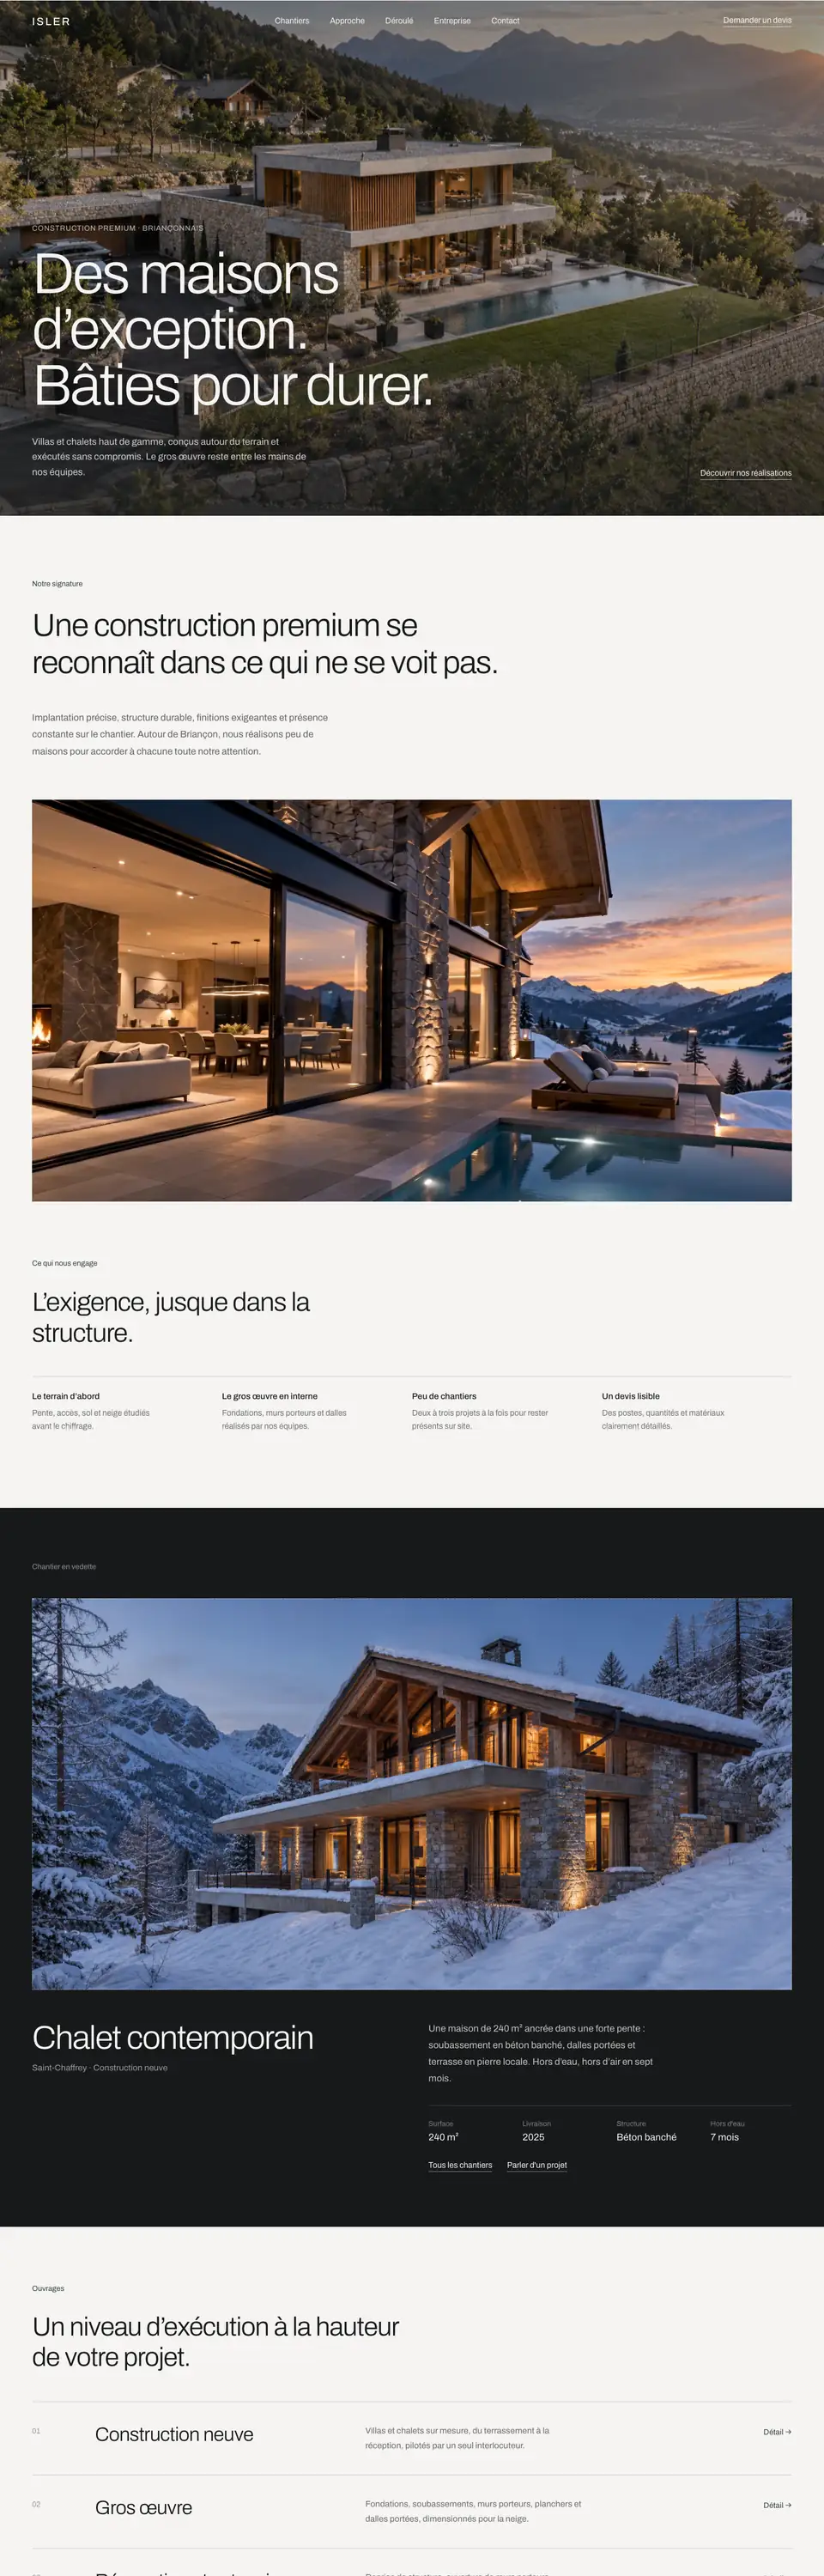 ISLER
Chantiers
Approche
Déroulé
Entreprise
Contact
Demander un devis
CONSTRUCTION PREMIUM · BRIANÇONNAIS
Des maisons
d’exception.
Bâties pour durer.
Villas et chalets haut de gamme, conçus autour du terrain et
exécutés sans compromis. Le gros œuvre reste entre les mains de
nos équipes.
Découvrir nos réalisations
Notre signature
Une construction premium se
reconnaît dans ce qui ne se voit pas.
Implantation précise, structure durable, finitions exigeantes et présence
constante sur le chantier. Autour de Briançon, nous réalisons peu de
maisons pour accorder à chacune toute notre attention.
Ce qui nous engage
L’exigence, jusque dans la
structure.
Le terrain d’abord
Pente, accès, sol et neige étudiés
avant le chiffrage.
Le gros œuvre en interne
Fondations, murs porteurs et dalles
réalisés par nos équipes.
Peu de chantiers
Deux à trois projets à la fois pour rester
présents sur site.
Un devis lisible
Des postes, quantités et matériaux
clairement détaillés.
Chantier en vedette
Chalet contemporain
Saint-Chaffrey · Construction neuve
Une maison de 240 m² ancrée dans une forte pente :
soubassement en béton banché, dalles portées et
terrasse en pierre locale. Hors d’eau, hors d’air en sept
mois.
Surface
240 m²
Livraison
2025
Structure
Béton banché
Hors d'eau
7 mois
Tous les chantiers
Parler d'un projet
Ouvrages
Un niveau d’exécution à la hauteur
de votre projet.
01
Construction neuve
Villas et chalets sur mesure, du terrassement à la
réception, pilotés par un seul interlocuteur.
Détail →
02
Gros œuvre
Fondations, soubassements, murs porteurs, planchers et
dalles portées, dimensionnés pour la neige.
Détail →